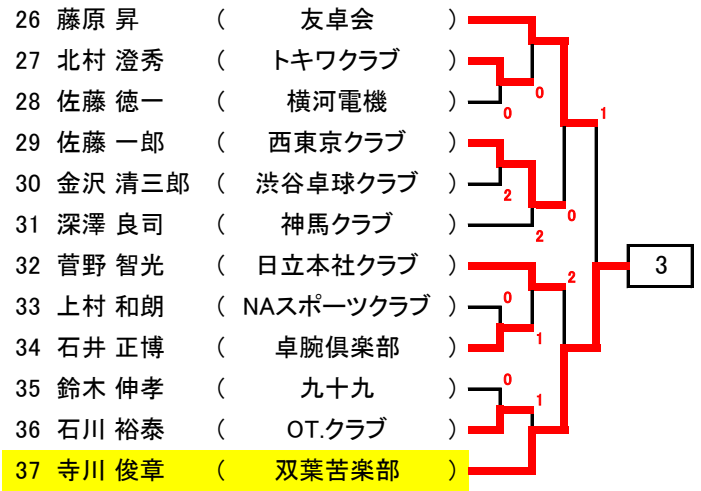 26 藤原 昇 ( 友卓会 )
27 北村 澄秀 ( トキワクラブ )
0
28 佐藤 徳一 ( 横河電機 )
0
1
29 佐藤 一郎 ( 西東京クラブ )
30 金沢 清三郎 ( 渋谷卓球クラブ )
2
0
31 深澤 良司 ( 神馬クラブ )
2
32 菅野 智光 ( 日立本社クラブ )
2
3
33 上村 和朗 ( NAスポーツクラブ )
0
34 石井 正博 ( 卓腕倶楽部 )
1
35 鈴木 伸孝 ( 九十九 )
0
1
36 石川 裕泰 ( OT.クラブ )
37 寺川 俊章 ( 双葉苦楽部 )